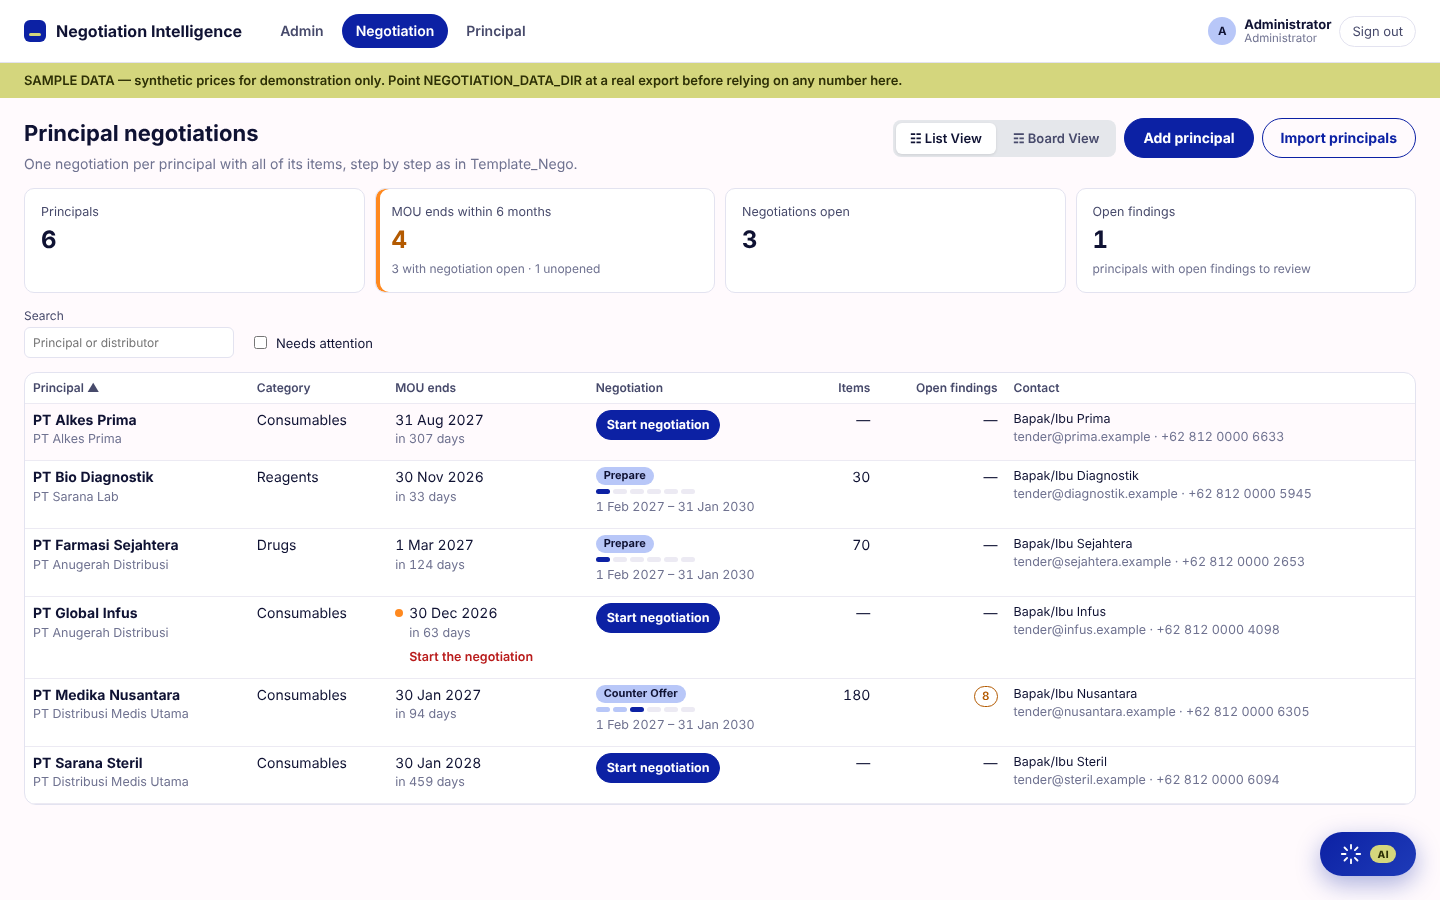 Negotiation Intelligence
Admin
Negotiation
Principal
A
Administrator
Administrator
Sign out
SAMPLE DATA — synthetic prices for demonstration only. Point NEGOTIATION_DATA_DIR at a real export before relying on any number here.
Principal negotiations
One negotiation per principal with all of its items, step by step as in Template_Nego.
☷ List View
☶ Board View
Add principal
Import principals
Principals
6
MOU ends within 6 months
4
3 with negotiation open · 1 unopened
Negotiations open
3
Open findings
1
principals with open findings to review
Search
Principal or distributor
Needs attention
Principal ▲ Category MOU ends Negotiation Items Open findings Contact
PT Alkes Prima Consumables 31 Aug 2027 Start negotiation — — Bapak/Ibu Prima
PT Alkes Prima in 307 days tender@prima.example · +62 812 0000 6633
PT Bio Diagnostik Reagents 30 Nov 2026 Prepare 30 — Bapak/Ibu Diagnostik
PT Sarana Lab in 33 days tender@diagnostik.example · +62 812 0000 5945
1 Feb 2027 – 31 Jan 2030
PT Farmasi Sejahtera Drugs 1 Mar 2027 Prepare 70 — Bapak/Ibu Sejahtera
PT Anugerah Distribusi in 124 days tender@sejahtera.example · +62 812 0000 2653
1 Feb 2027 – 31 Jan 2030
PT Global Infus Consumables 30 Dec 2026 Start negotiation — — Bapak/Ibu Infus
PT Anugerah Distribusi in 63 days tender@infus.example · +62 812 0000 4098
Start the negotiation
PT Medika Nusantara Consumables 30 Jan 2027 Counter Offer 180 8 Bapak/Ibu Nusantara
PT Distribusi Medis Utama in 94 days tender@nusantara.example · +62 812 0000 6305
1 Feb 2027 – 31 Jan 2030
PT Sarana Steril Consumables 30 Jan 2028 Start negotiation — — Bapak/Ibu Steril
PT Distribusi Medis Utama in 459 days tender@steril.example · +62 812 0000 6094
AI